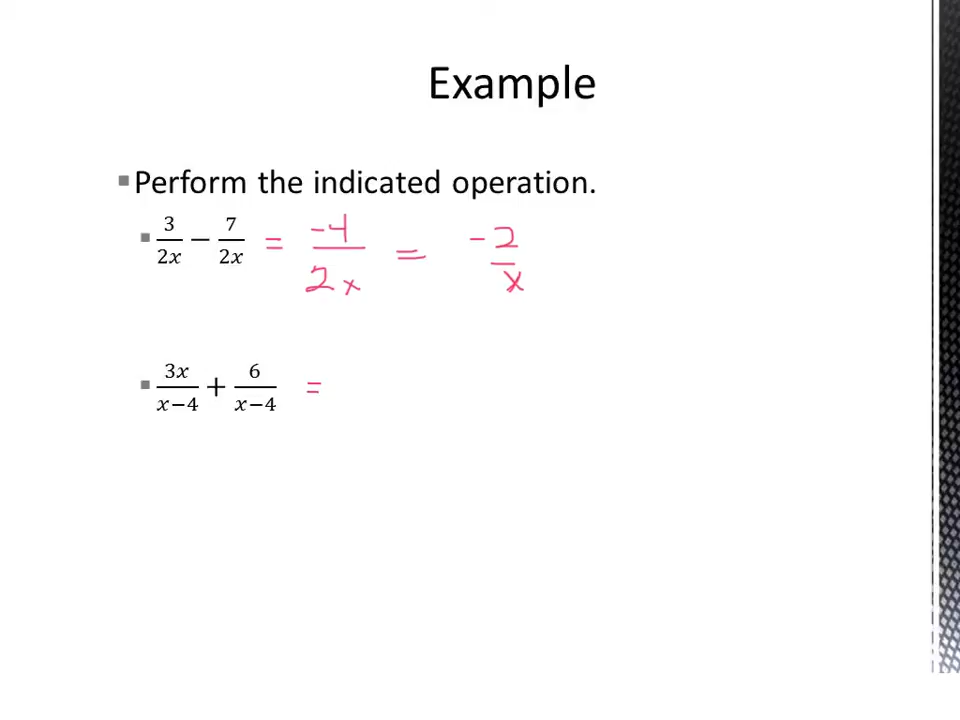 Example
▪Perform the indicated operation.
▪ 3/2x − 7/2x = -4/2x = -2/x
▪ 3x/x−4 + 6/x−4 =